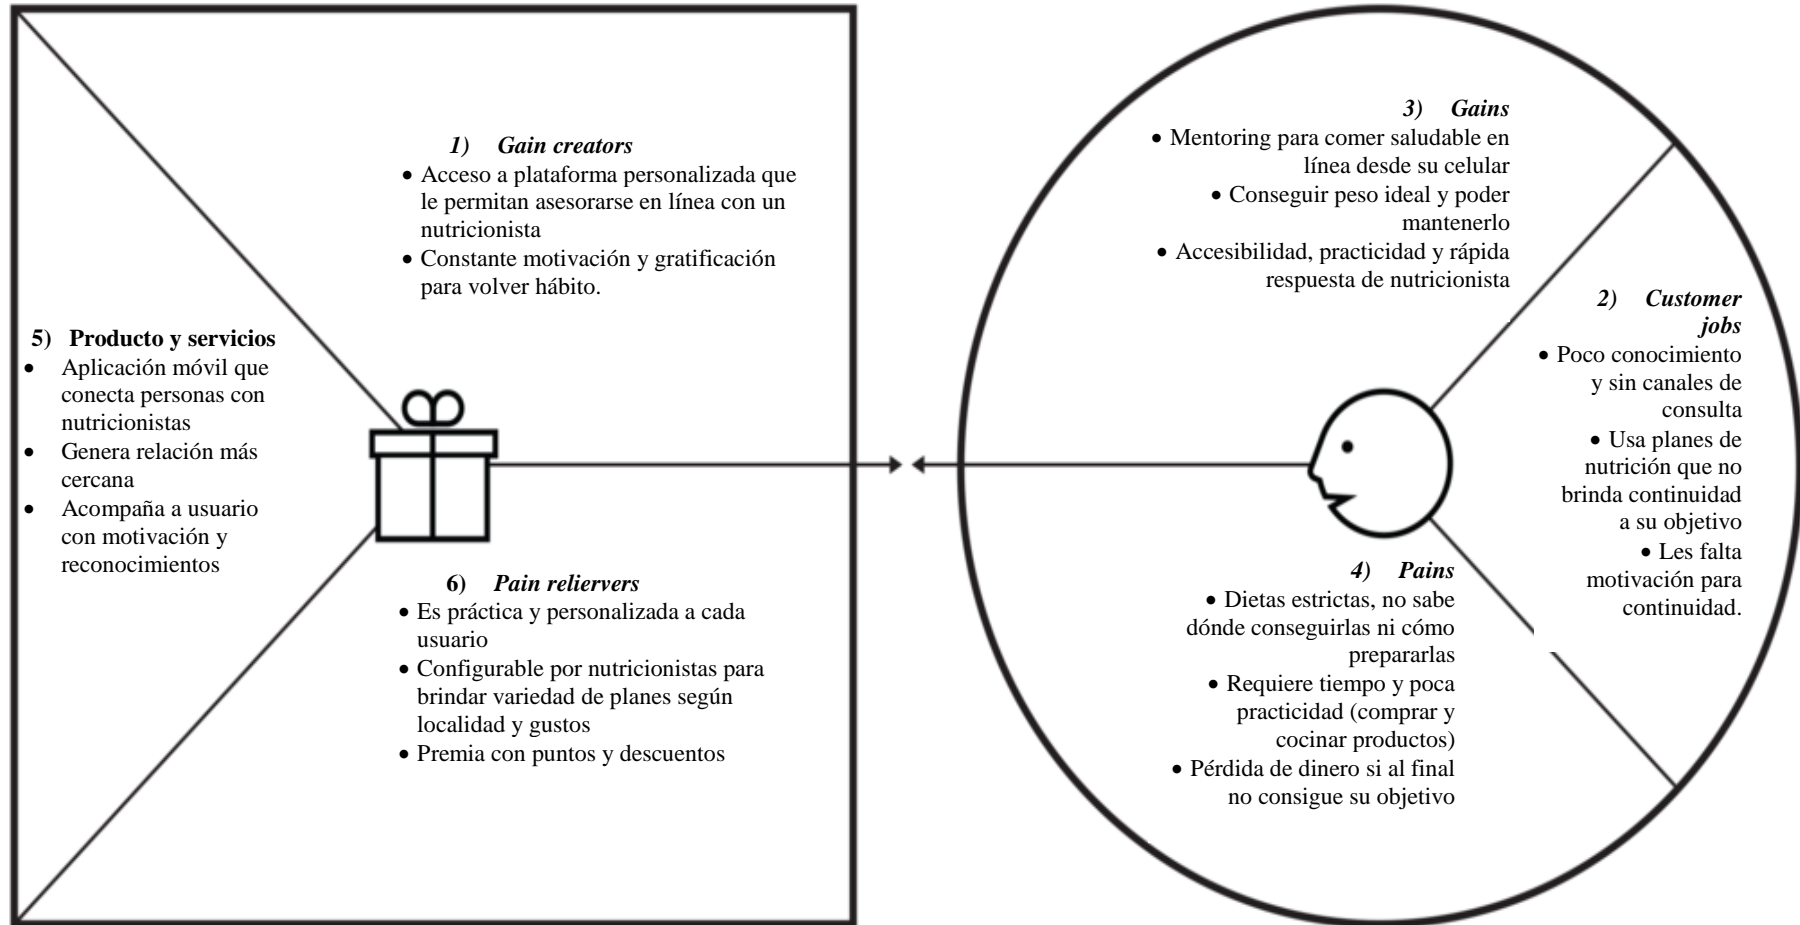 1) Gain creators
• Acceso a plataforma personalizada que
le permitan asesorarse en línea con un
nutricionista
• Constante motivación y gratificación
para volver hábito.
5) Producto y servicios
• Aplicación móvil que
conecta personas con
nutricionistas
• Genera relación más
cercana
• Acompaña a usuario
con motivación y
reconocimientos
6) Pain reliervers
• Es práctica y personalizada a cada
usuario
• Configurable por nutricionistas para
brindar variedad de planes según
localidad y gustos
• Premia con puntos y descuentos
3) Gains
• Mentoring para comer saludable en
línea desde su celular
• Conseguir peso ideal y poder
mantenerlo
• Accesibilidad, practicidad y rápida
respuesta de nutricionista
2) Customer
jobs
• Poco conocimiento
y sin canales de
consulta
• Usa planes de
nutrición que no
brinda continuidad
a su objetivo
• Les falta
motivación para
continuidad.
4) Pains
• Dietas estrictas, no sabe
dónde conseguirlas ni cómo
prepararlas
• Requiere tiempo y poca
practicidad (comprar y
cocinar productos)
• Pérdida de dinero si al final
no consigue su objetivo